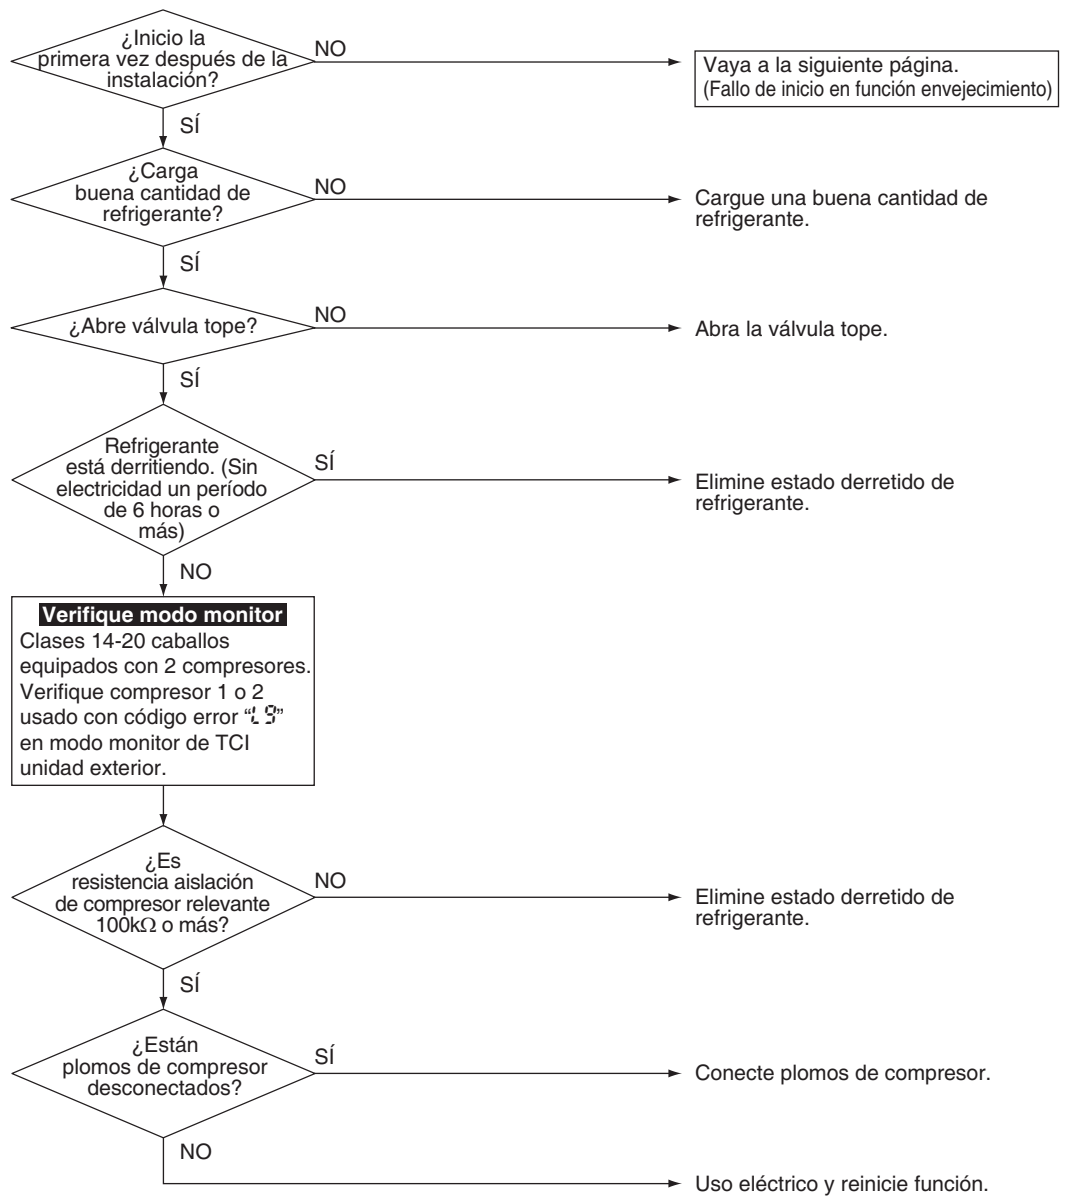 ¿Inicio la
primera vez después de la
instalación?
NO
Vaya a la siguiente página.
(Fallo de inicio en función envejecimiento)
SÍ
¿Carga
buena cantidad de
refrigerante?
NO
Cargue una buena cantidad de
refrigerante.
SÍ
¿Abre válvula tope?
NO
Abra la válvula tope.
SÍ
Refrigerante
está derritiendo. (Sin
electricidad un período
de 6 horas o
más)
SÍ
Elimine estado derretido de
refrigerante.
NO
Verifique modo monitor
Clases 14-20 caballos
equipados con 2 compresores.
Verifique compresor 1 o 2
usado con código error “L9”
en modo monitor de TCI
unidad exterior.
¿Es
resistencia aislación
de compresor relevante
100kΩ o más?
NO
Elimine estado derretido de
refrigerante.
SÍ
¿Están
plomos de compresor
desconectados?
SÍ
Conecte plomos de compresor.
NO
Uso eléctrico y reinicie función.